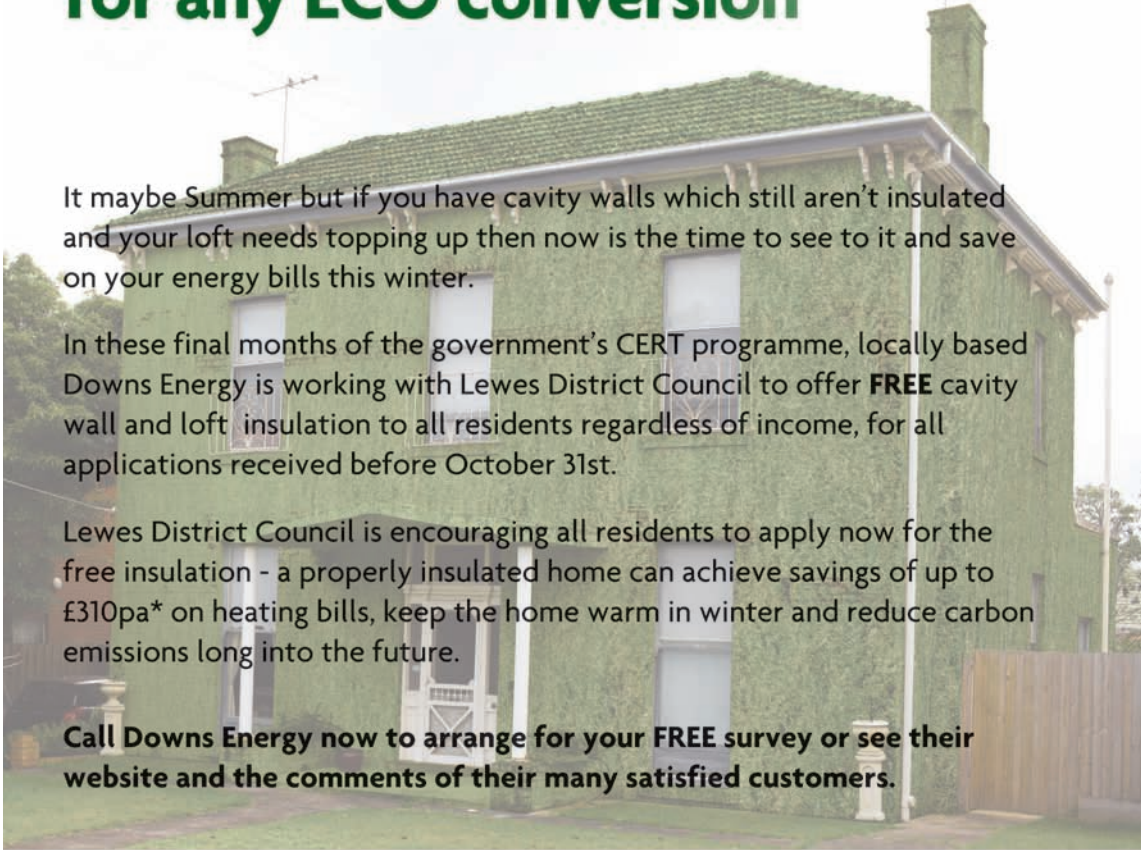 for any ECO conversion
It maybe Summer but if you have cavity walls which still aren't insulated
and your loft needs topping up then now is the time to see to it and save
on your energy bills this winter.
In these final months of the government's CERT programme, locally based
Downs Energy is working with Lewes District Council to offer FREE cavity
wall and loft  insulation to all residents regardless of income, for all
applications received before October 31st.
Lewes District Council is encouraging all residents to apply now for the
free insulation - a properly insulated home can achieve savings of up to
£310pa* on heating bills, keep the home warm in winter and reduce carbon
emissions long into the future.
Call Downs Energy now to arrange for your FREE survey or see their
website and the comments of their many satisfied customers.